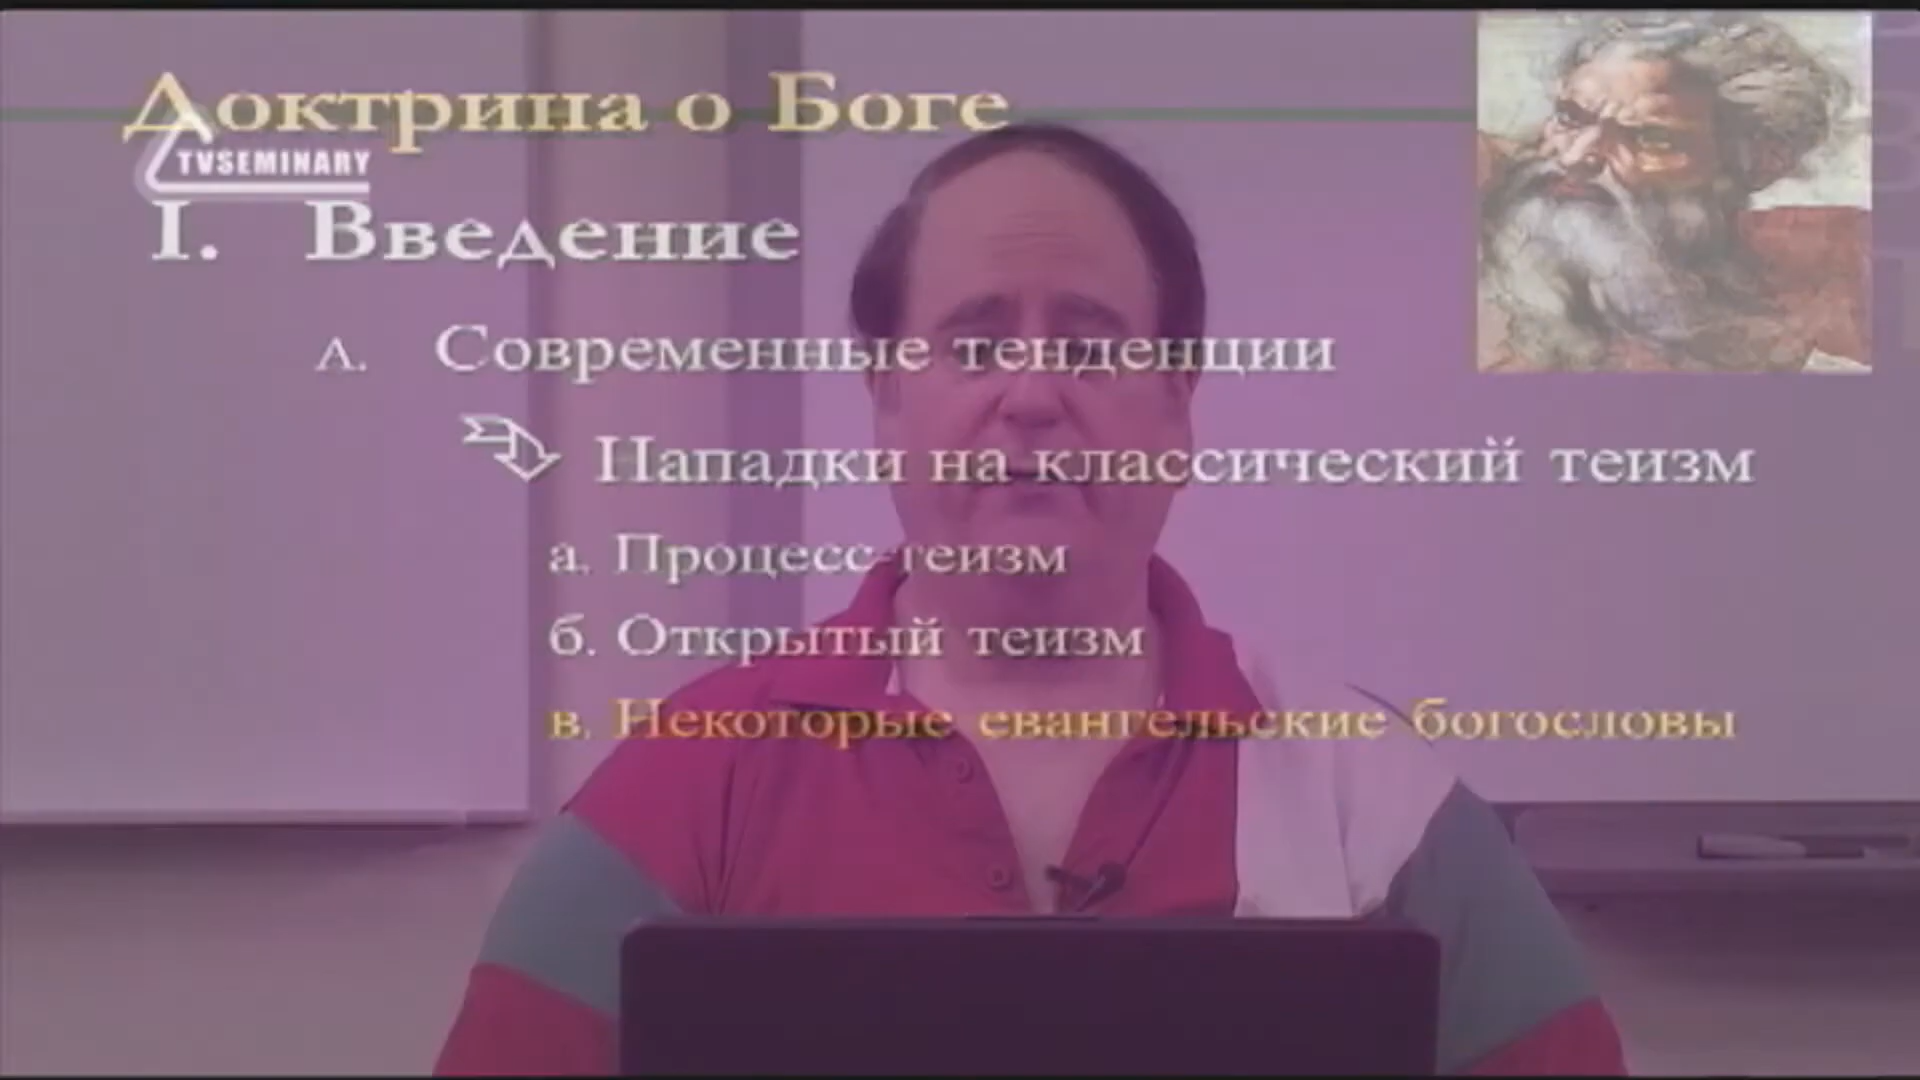 Доктрина о Боге
TVSEMINARY
I. Введение
А. Современные тенденции
Нападки на классический теизм
а. Процесс-теизм
б. Открытый теизм
в. Некоторые евангельские богословы